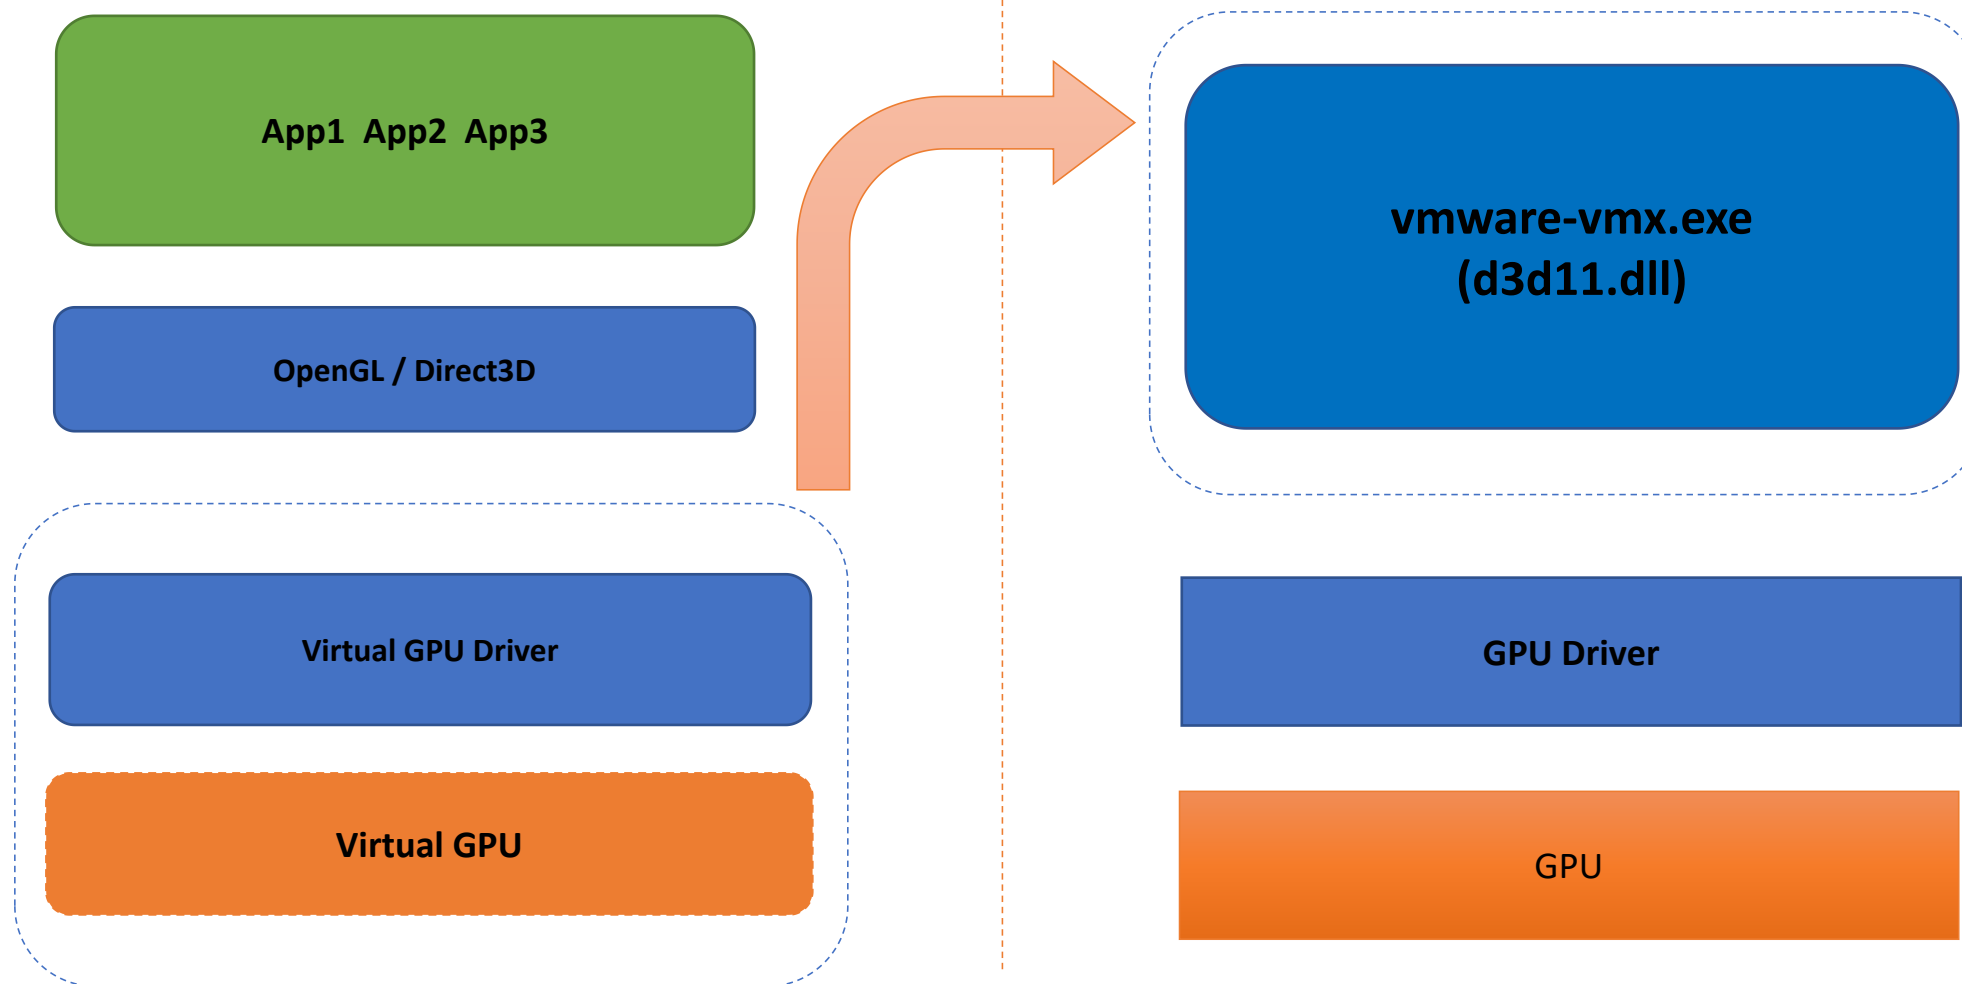 App1 App2 App3
OpenGL / Direct3D
Virtual GPU Driver
Virtual GPU
vmware-vmx.exe
(d3d11.dll)
GPU Driver
GPU